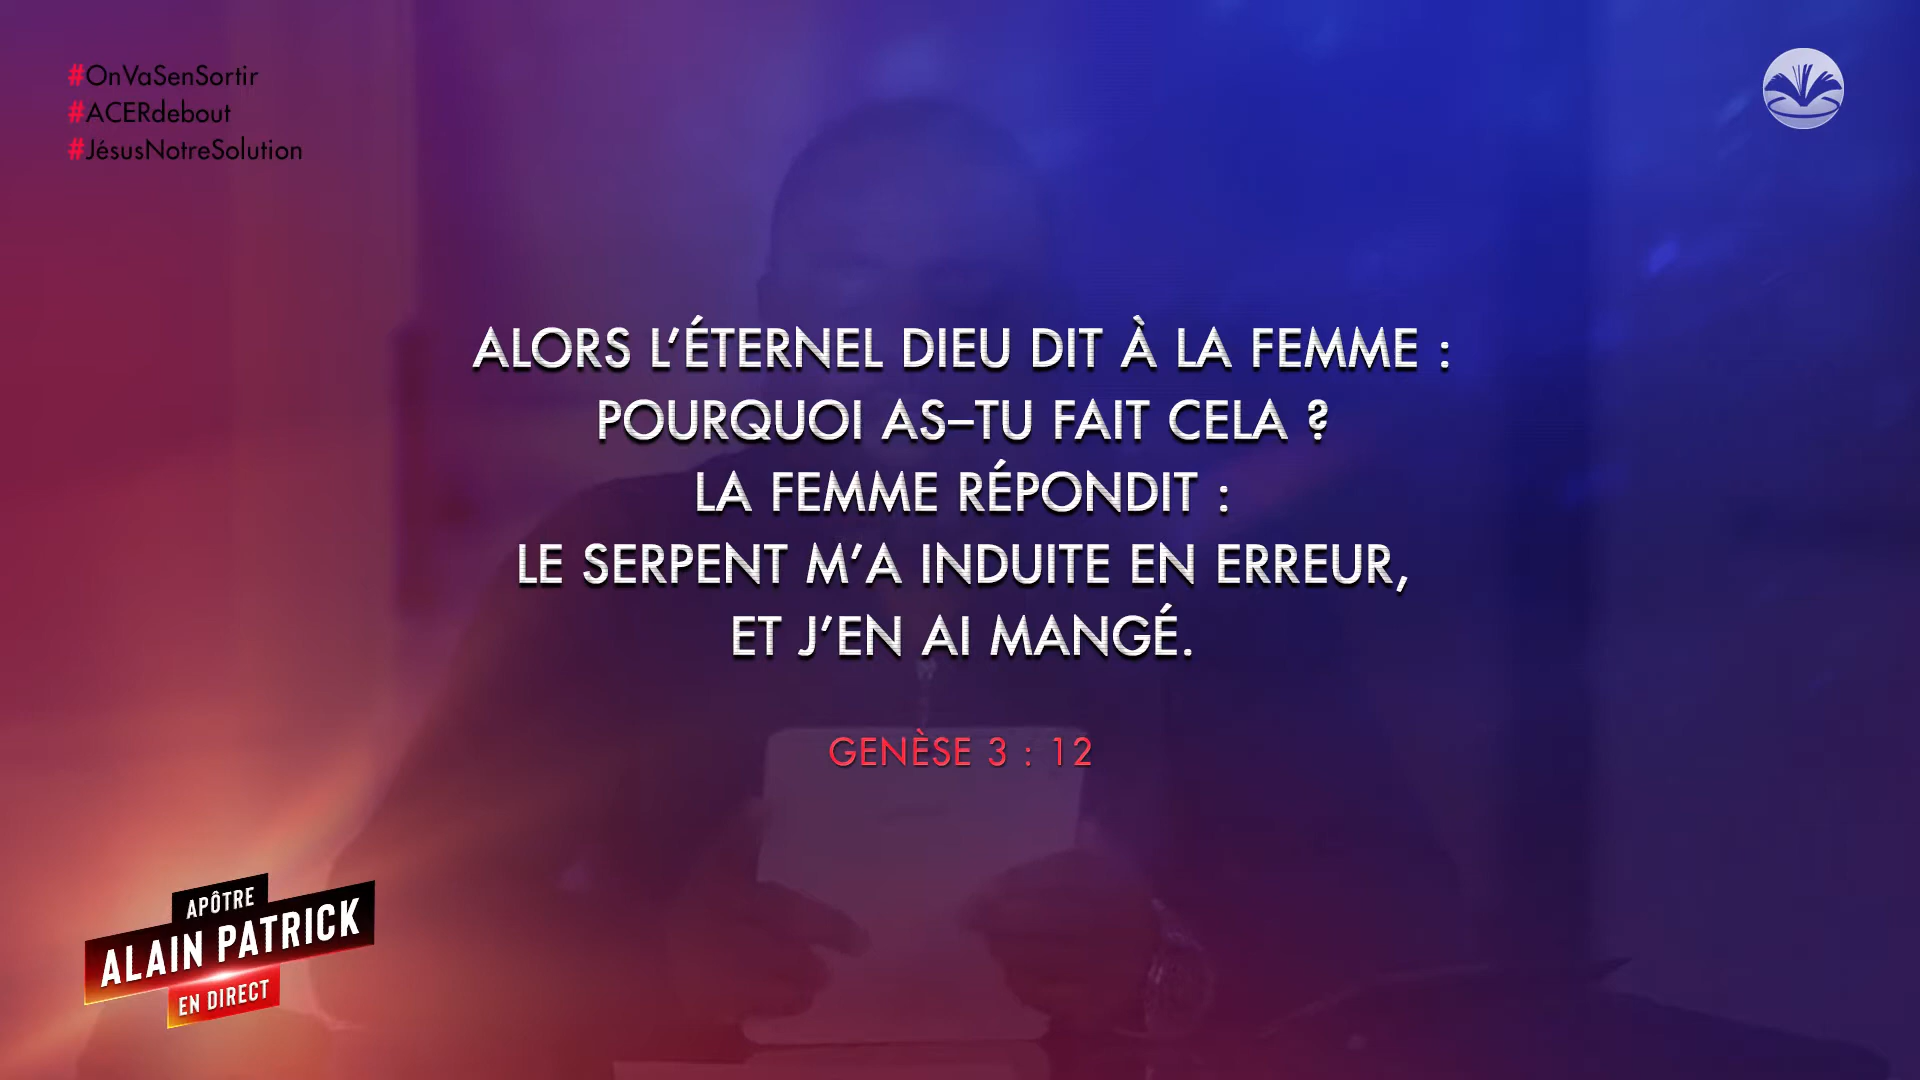 #OnVaSenSortir
#ACERdebout
#JésusNotreSolution
ALORS L’ÉTERNEL DIEU DIT À LA FEMME :
POURQUOI AS–TU FAIT CELA ?
LA FEMME RÉPONDIT :
LE SERPENT M’A INDUITE EN ERREUR,
ET J’EN AI MANGÉ.
GENÈSE 3 : 12
APÔTRE
ALAIN PATRICK
EN DIRECT